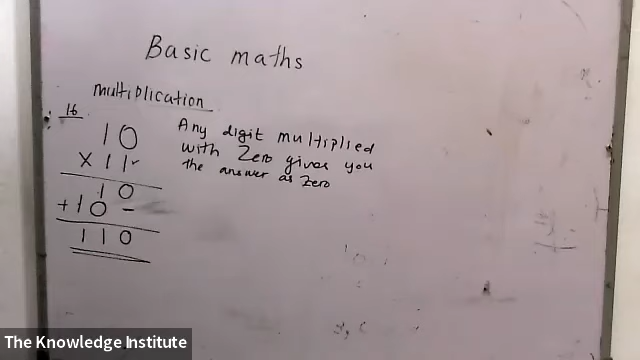 Basic maths
multiplication
16
10
X 11
10
+10 -
110
Any digit multiplied
with Zero gives you
the answer as Zero
The Knowledge Institute